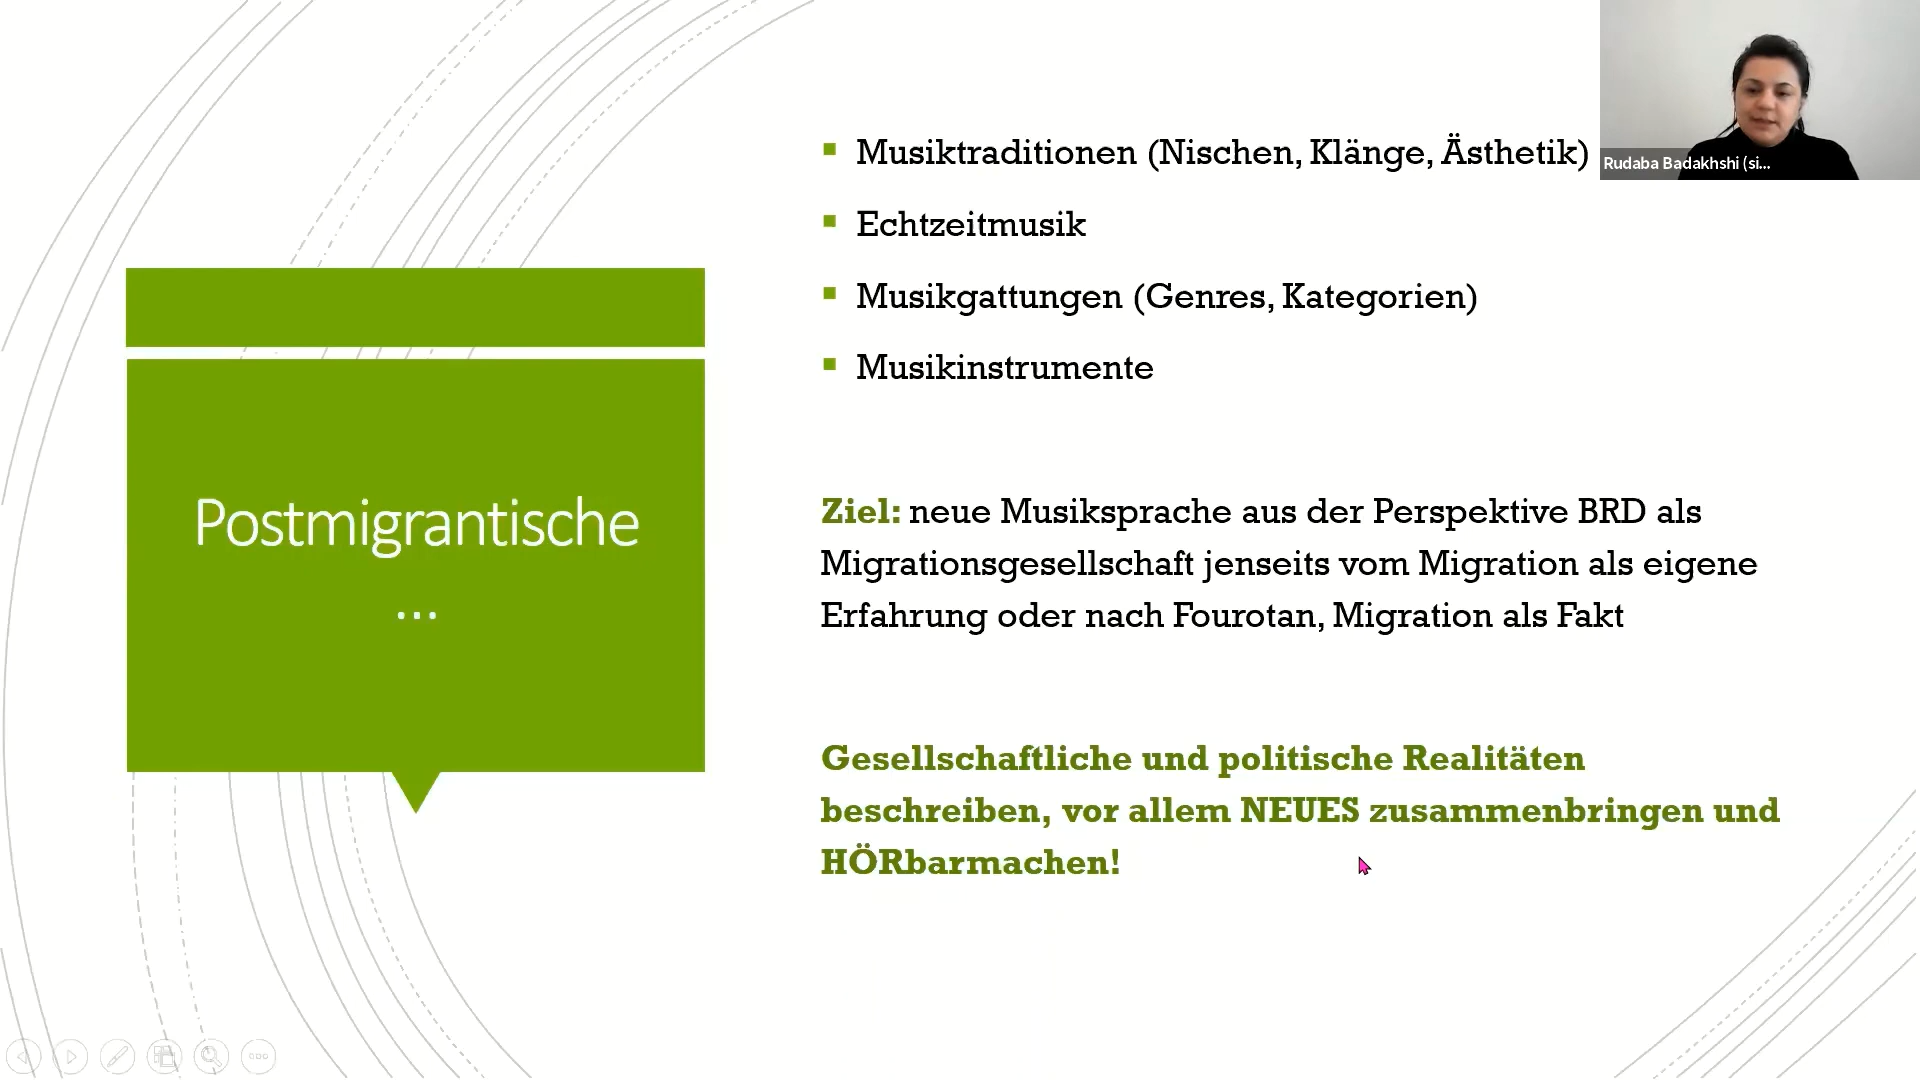 Postmigrantische
...
Musiktraditionen (Nischen, Klänge, Ästhetik)
Echtzeitmusik
Musikgattungen (Genres, Kategorien)
Musikinstrumente
Ziel: neue Musiksprache aus der Perspektive BRD als
Migrationsgesellschaft jenseits vom Migration als eigene
Erfahrung oder nach Fourotan, Migration als Fakt
Gesellschaftliche und politische Realitäten
beschreiben, vor allem NEUES zusammenbringen und
HÖRbarmachen!
Rudaba Badakhshi (si...